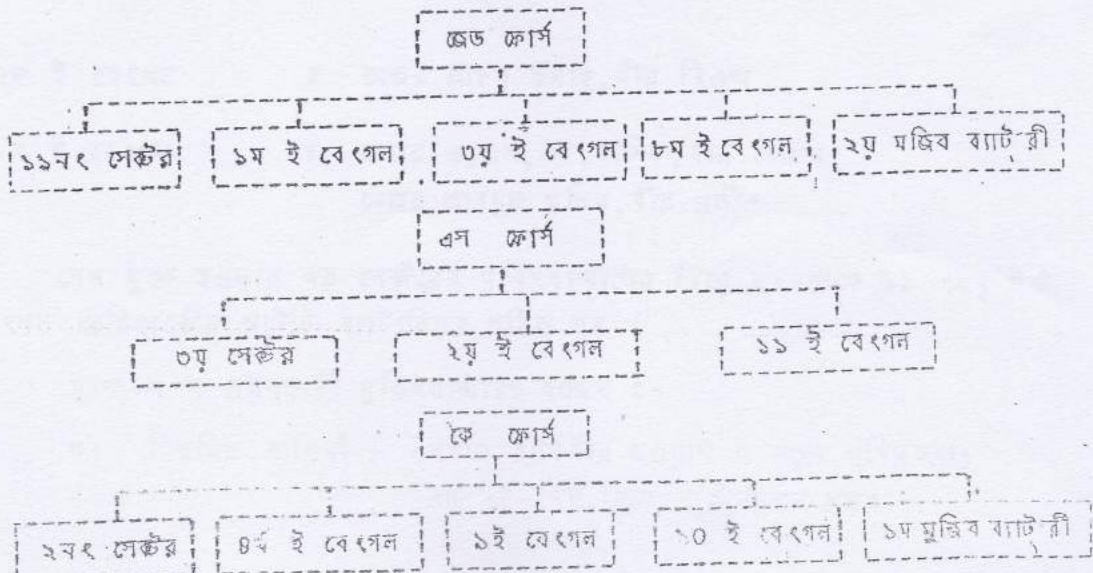 জেড ফোর্স
১১নং সেক্টর ১ম ই বেংগল ৩য় ই বেংগল ৮ম ই বেংগল ২য় মুজিব ব্যাটারী
এস ফোর্স
৩য় সেক্টর ২য় ই বেংগল ১১ ই বেংগল
কে ফোর্স
২নং সেক্টর ৪র্থ ই বেংগল ১ই বেংগল ১০ ই বেংগল ১ম মুজিব ব্যাটারী